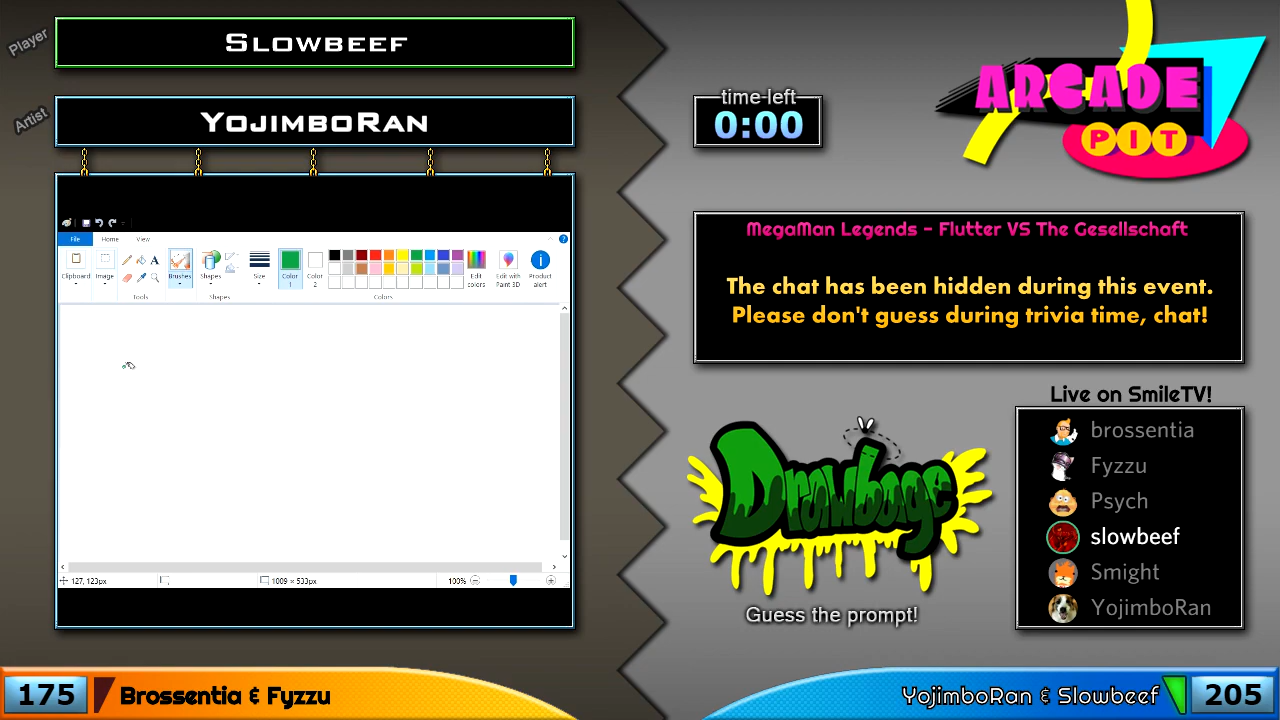 Player
Slowbeef
Artist
YojimboRan
File
Home
View
Clipboard
Image
Tools
Brushes
Shapes
Shapes
Size
Color 1
Color 2
Edit colors
Edit with Paint 3D
Product alert
Colors
127, 123px
1009 × 533px
100%
time left
0:00
ARCADE
PIT
MegaMan Legends - Flutter VS The Gesellschaft
The chat has been hidden during this event.
Please don't guess during trivia time, chat!
Drawbage
Guess the prompt!
Live on SmileTV!
brossentia
Fyzzu
Psych
slowbeef
Smight
YojimboRan
175
Brossentia & Fyzzu
YojimboRan & Slowbeef
205